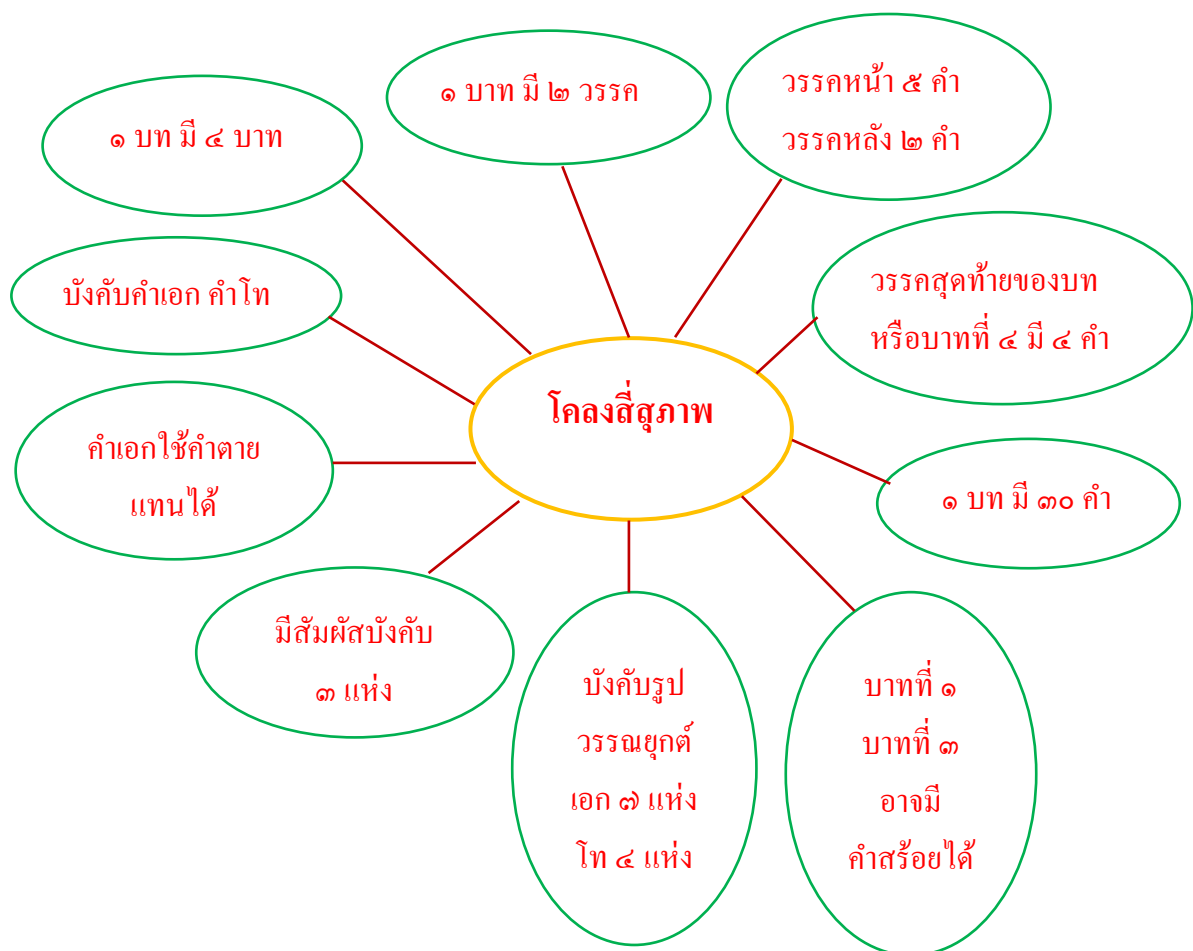 ๑ บาท มี ๒ วรรค
วรรคหน้า ๕ คำ
วรรคหลัง ๒ คำ
๑ บท มี ๔ บาท
บังคับคำเอก คำโท
วรรคสุดท้ายของบท
หรือบาทที่ ๔ มี ๔ คำ
โคลงสี่สุภาพ
คำเอกใช้คำตาย
แทนได้
๑ บท มี ๓๐ คำ
มีสัมผัสบังคับ
๓ แห่ง
บังคับรูป
วรรณยุกต์
เอก ๗ แห่ง
โท ๔ แห่ง
บาทที่ ๑
บาทที่ ๓
อาจมี
คำสร้อยได้